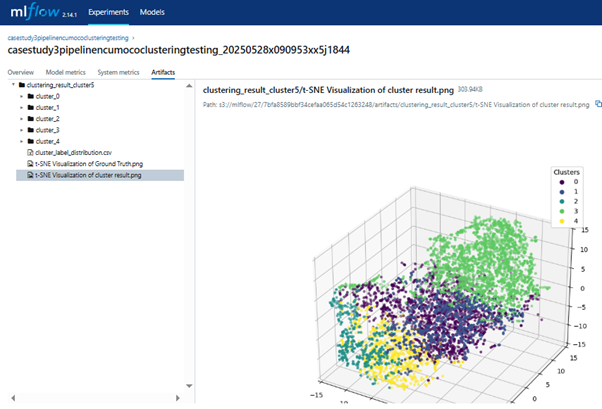 mlflow 2.14.1 Experiments Models
casestudy3pipelinencumococlusteringtesting ›
casestudy3pipelinencumococlusteringtesting_20250528x090953xx5j1844
Overview Model metrics System metrics Artifacts
clustering_result_cluster5
cluster_0
cluster_1
cluster_2
cluster_3
cluster_4
cluster_label_distribution.csv
t-SNE Visualization of Ground Truth.png
t-SNE Visualization of cluster result.png
clustering_result_cluster5/t-SNE Visualization of cluster result.png 303.94KB
Path: s3://mlflow/27/7bfa8589bbf34cefaa065d54c1263248/artifacts/clustering_result_cluster5/t-SNE Visualization of cluster result.png
Clusters
0
1
2
3
4
15
10
5
0
−5
−10
−15
15
10
5
0
−15
−10